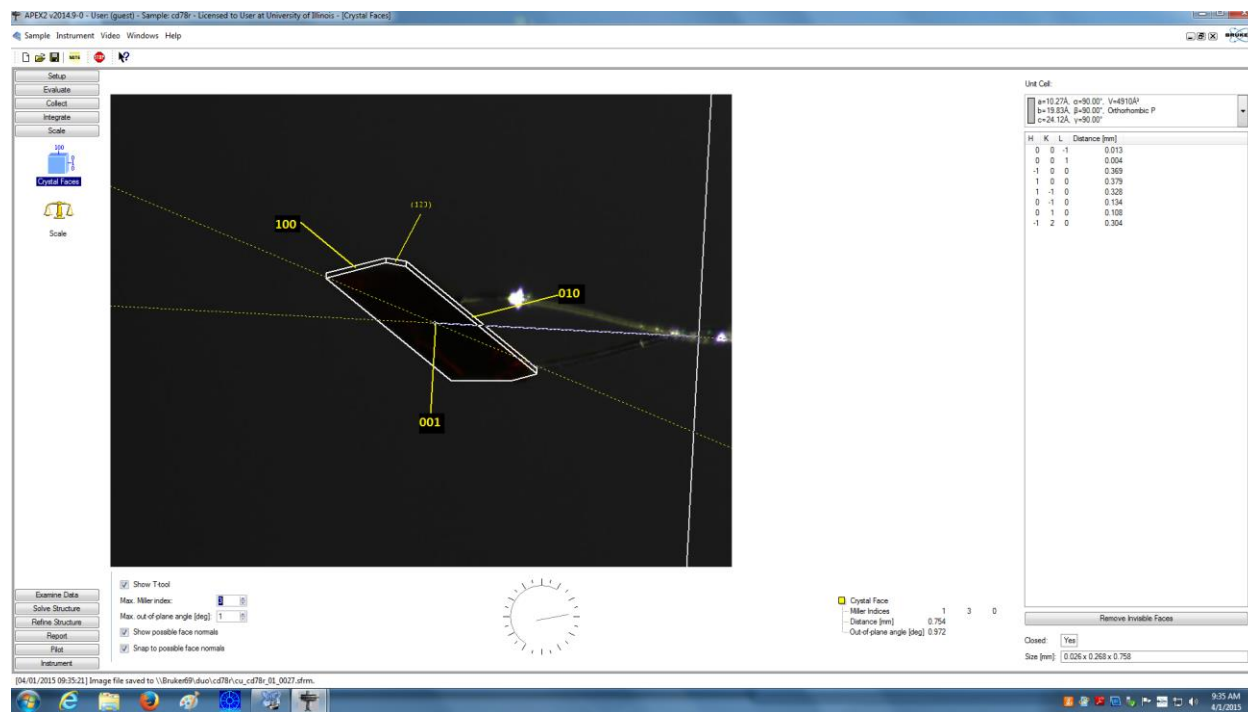 APEX2 v2014.9-0 - User: (guest) - Sample: cd78r - Licensed to User at University of Illinois - [Crystal Faces]
Sample Instrument Video Windows Help
BRUKER
NOTE STOP
Setup
Evaluate
Collect
Integrate
Scale
100
Crystal Faces
Scale
100
010
001
Unit Cell:
a=10.27Å, α=90.00°, V=4910Å³
b=19.83Å, β=90.00°, Orthorhombic P
c=24.12Å, γ=90.00°
H K L Distance [mm]
0 0 -1 0.013
0 0 1 0.004
-1 0 0 0.369
1 0 0 0.379
1 -1 0 0.328
0 -1 0 0.134
0 1 0 0.108
-1 2 0 0.304
Examine Data
Solve Structure
Refine Structure
Report
Pilot
Instrument
Show T-tool
Max. Miller index: 3
Max. out-of-plane angle [deg]: 1
Show possible face normals
Snap to possible face normals
Crystal Face
Miller Indices 1 3 0
Distance [mm] 0.754
Out-of-plane angle [deg] 0.972
Remove Invisible Faces
Closed: Yes
Size [mm]: 0.026 x 0.268 x 0.758
[04/01/2015 09:35:21] Image file saved to \\Bruker69\duo\cd78r\cu_cd78r_01_0027.sfrm.
9:35 AM
4/1/2015